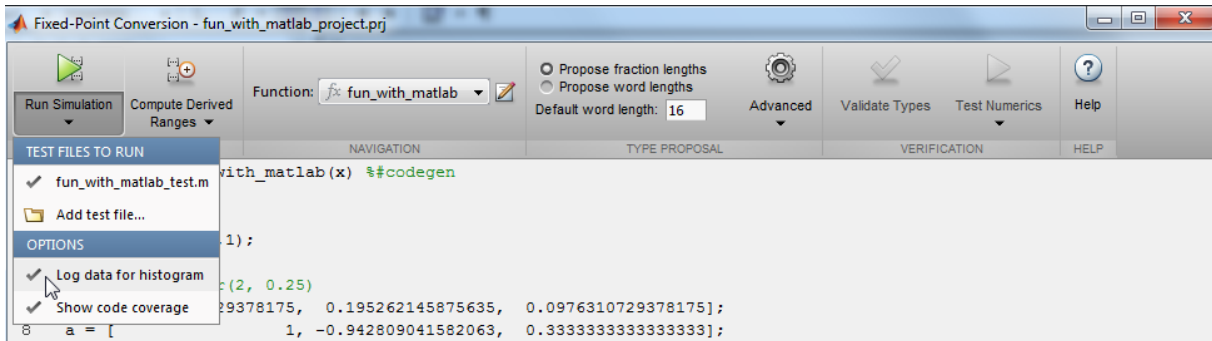 Fixed-Point Conversion - fun_with_matlab_project.prj
Run Simulation
Compute Derived
Ranges
Function:
fx fun_with_matlab
Propose fraction lengths
Propose word lengths
Default word length: 16
Advanced
Validate Types
Test Numerics
Help
NAVIGATION
TYPE PROPOSAL
VERIFICATION
HELP
TEST FILES TO RUN
fun_with_matlab_test.m
Add test file...
OPTIONS
Log data for histogram
Show code coverage
with_matlab(x) %#codegen
1);
(2, 0.25)
29378175, 0.195262145875635, 0.0976310729378175];
8 a = [ 1, -0.942809041582063, 0.3333333333333333];